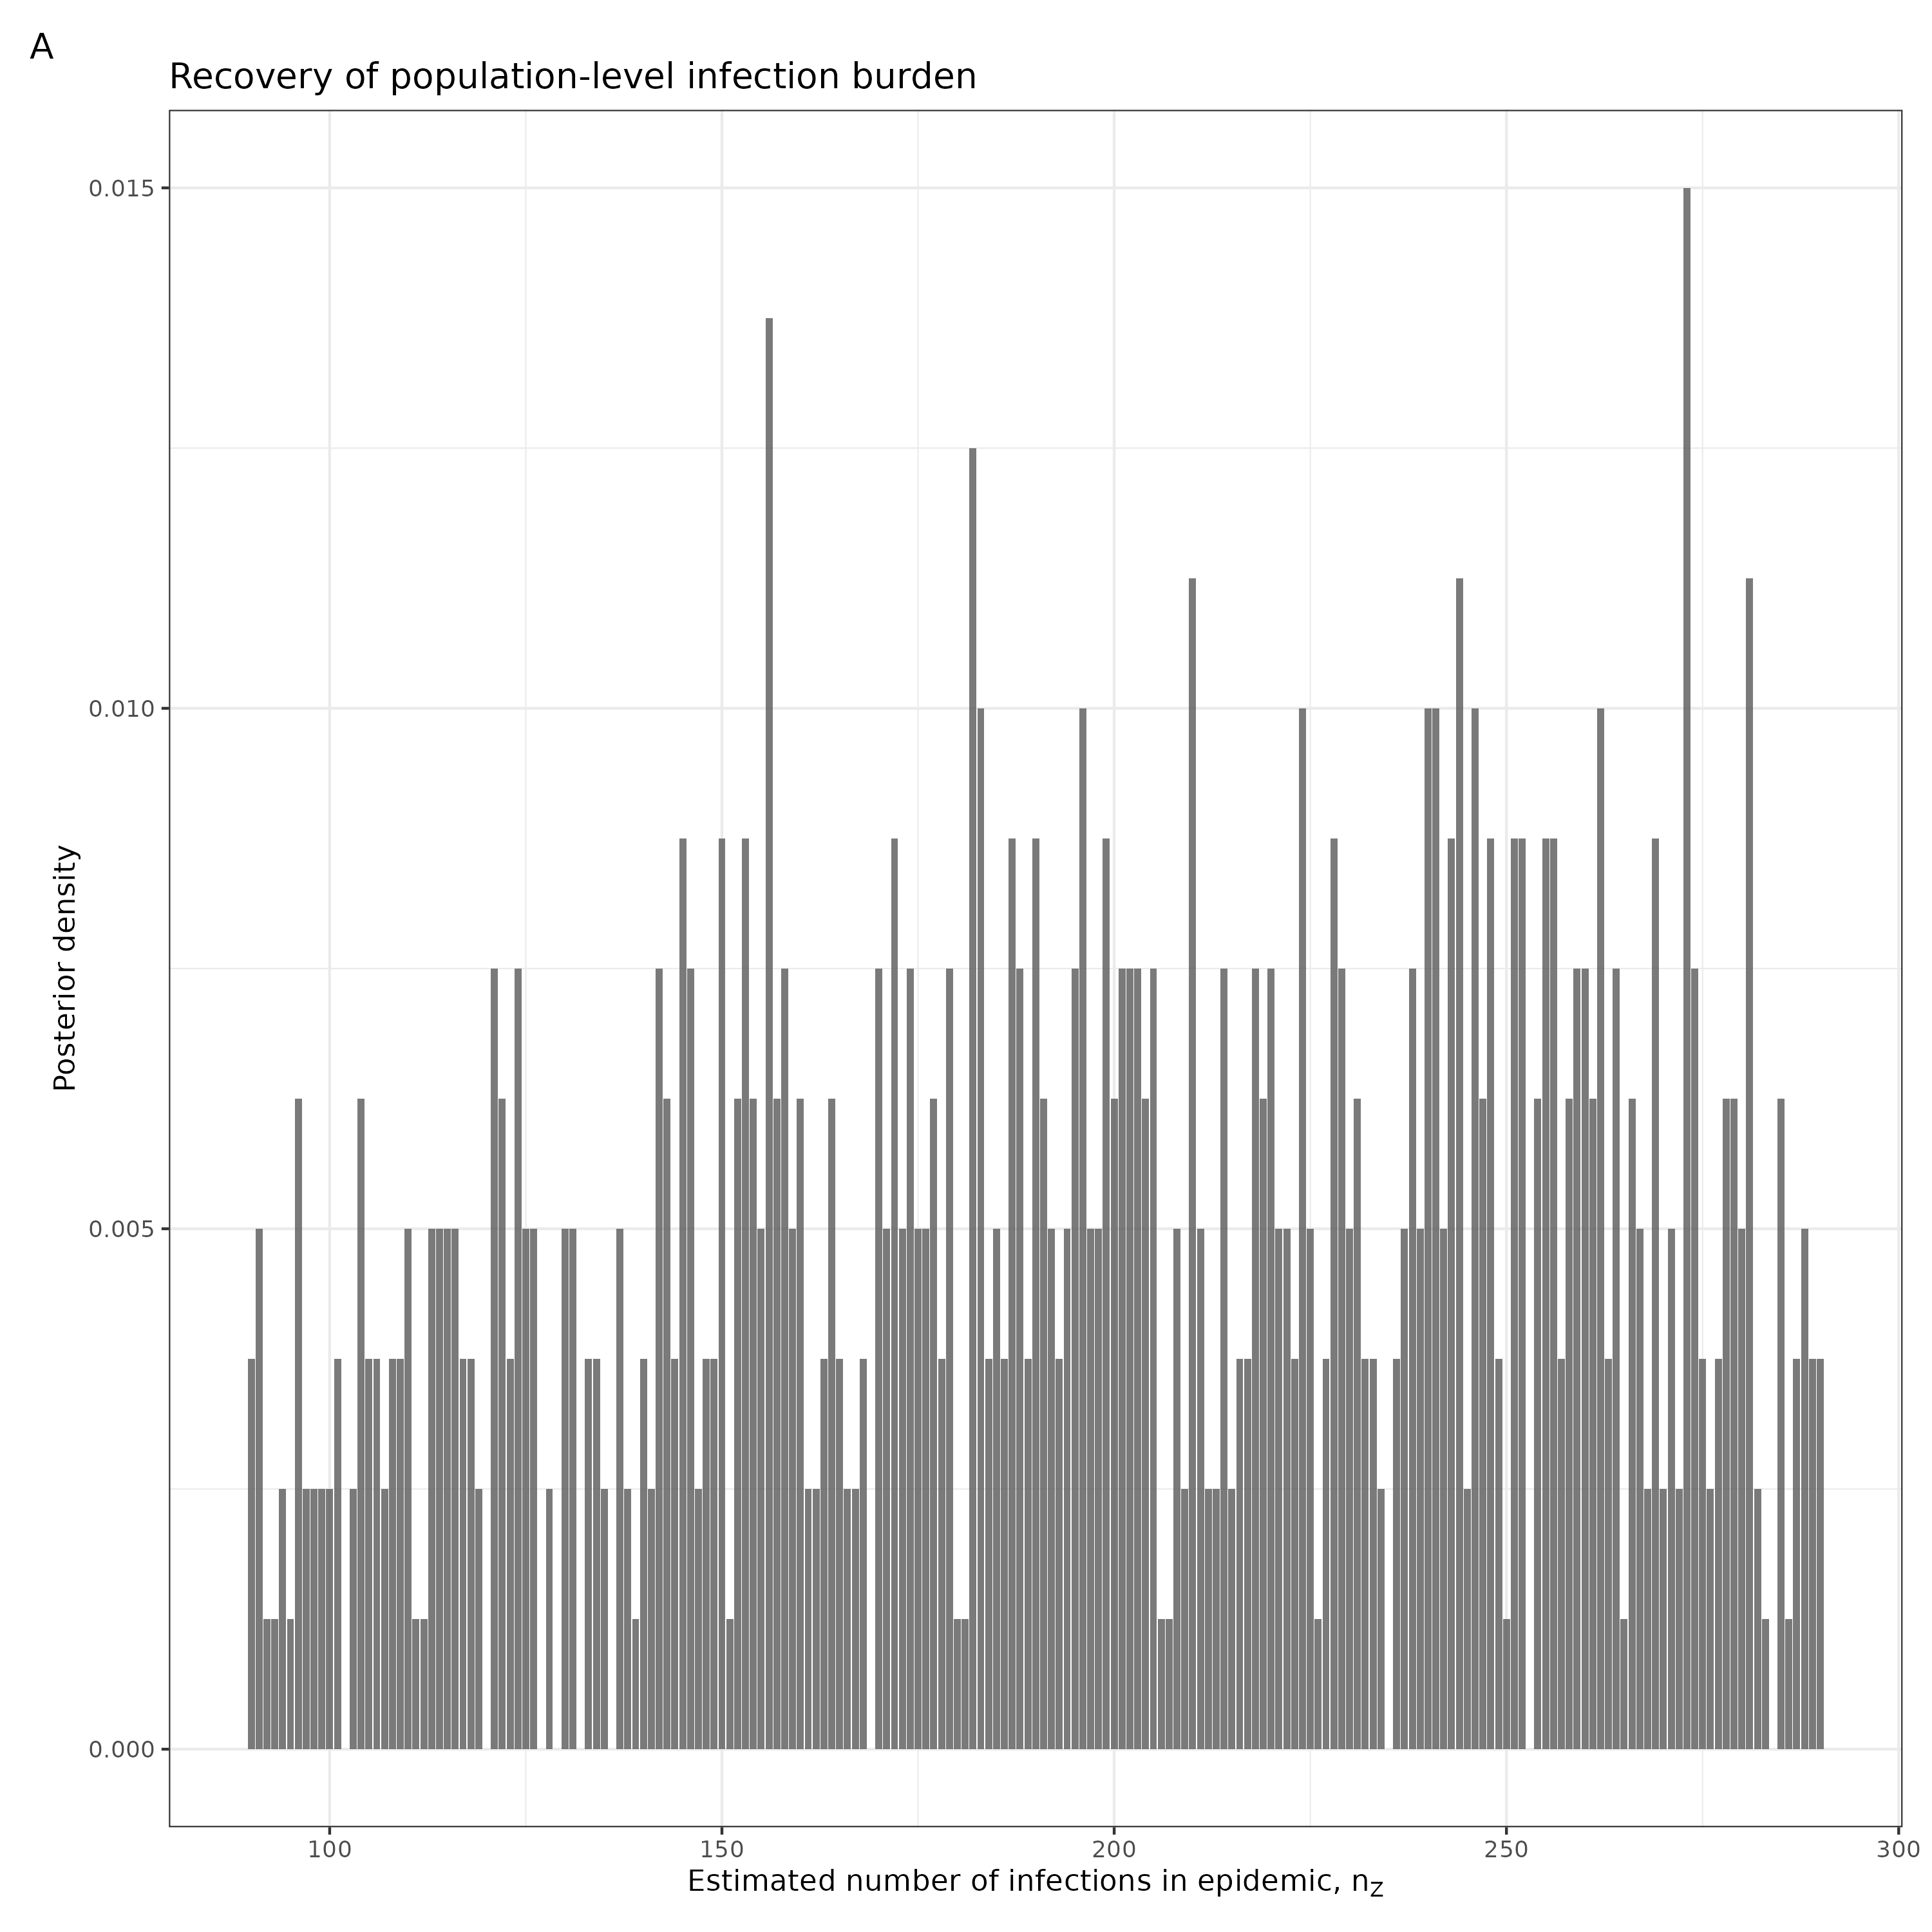 A
Recovery of population-level infection burden
0.015
0.010
0.005
0.000
Posterior density
100 150 200 250 300
Estimated number of infections in epidemic, nZ